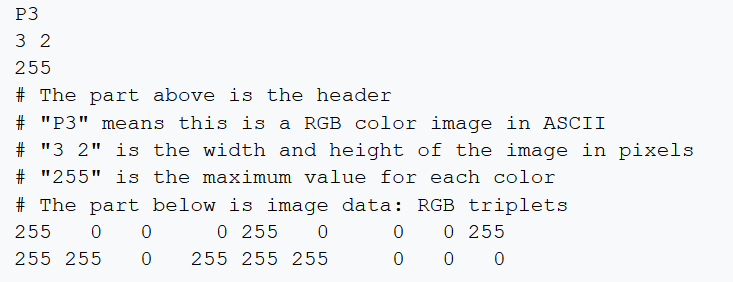 P3
3 2
255
# The part above is the header
# "P3" means this is a RGB color image in ASCII
# "3 2" is the width and height of the image in pixels
# "255" is the maximum value for each color
# The part below is image data: RGB triplets
255   0   0     0 255   0     0   0 255
255 255   0   255 255 255     0   0   0